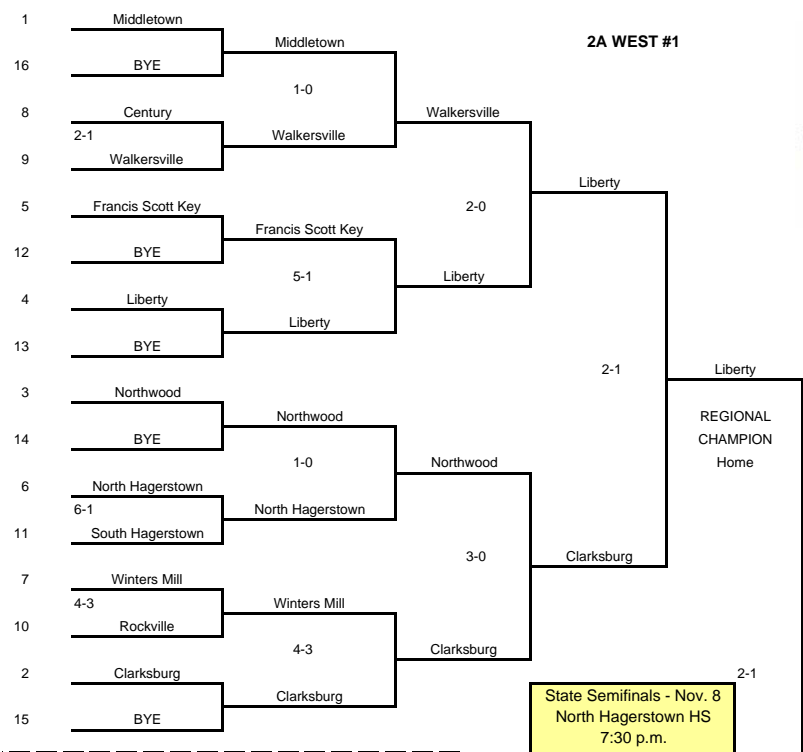 1 Middletown
Middletown
2A WEST #1
16 BYE
1-0
8 Century
Walkersville
2-1
Walkersville
9 Walkersville
Liberty
5 Francis Scott Key
2-0
Francis Scott Key
12 BYE
5-1
Liberty
4 Liberty
Liberty
13 BYE
2-1
Liberty
3 Northwood
Northwood
REGIONAL
CHAMPION
Home
14 BYE
1-0
Northwood
6 North Hagerstown
6-1
North Hagerstown
11 South Hagerstown
3-0
Clarksburg
7 Winters Mill
4-3
Winters Mill
10 Rockville
4-3
Clarksburg
2 Clarksburg
2-1
Clarksburg
15 BYE
State Semifinals - Nov. 8
North Hagerstown HS
7:30 p.m.